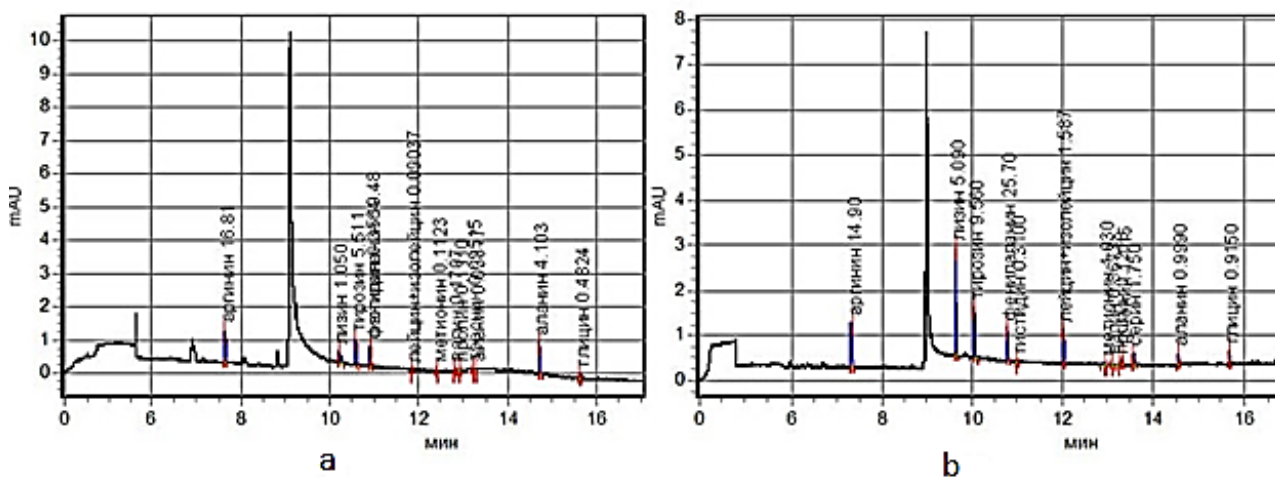 10
9
8
7
6
5
4
3
2
1
0
mAU
аргинин 16.81
лизин 1.050
тирозин 5.511
лейцин+изолейцин 0.09037
метионин 0.1123
аланин 4.103
глицин 0.4824
0 6 8 10 12 14 16
мин
a
8
7
6
5
4
3
2
1
0
mAU
аргинин 14.90
лизин 5.090
тирозин 9.560
фенилаланин 25.70
гистидин 0.3100
лейцин+изолейцин 1.587
серин 1.750
аланин 0.9990
глицин 0.9150
0 6 8 10 12 14 16
мин
b